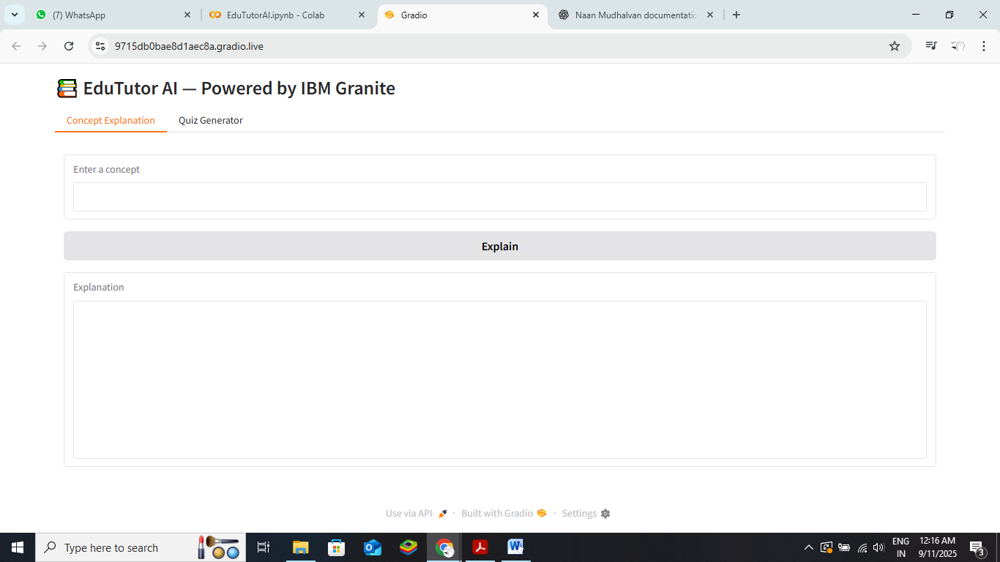 (7) WhatsApp
EduTutorAI.ipynb - Colab
Gradio
Naan Mudhalvan documentatio
9715db0bae8d1aec8a.gradio.live
EduTutor AI — Powered by IBM Granite
Concept Explanation
Quiz Generator
Enter a concept
Explain
Explanation
Use via API · Built with Gradio · Settings
Type here to search
ENG
IN
12:16 AM
9/11/2025
3